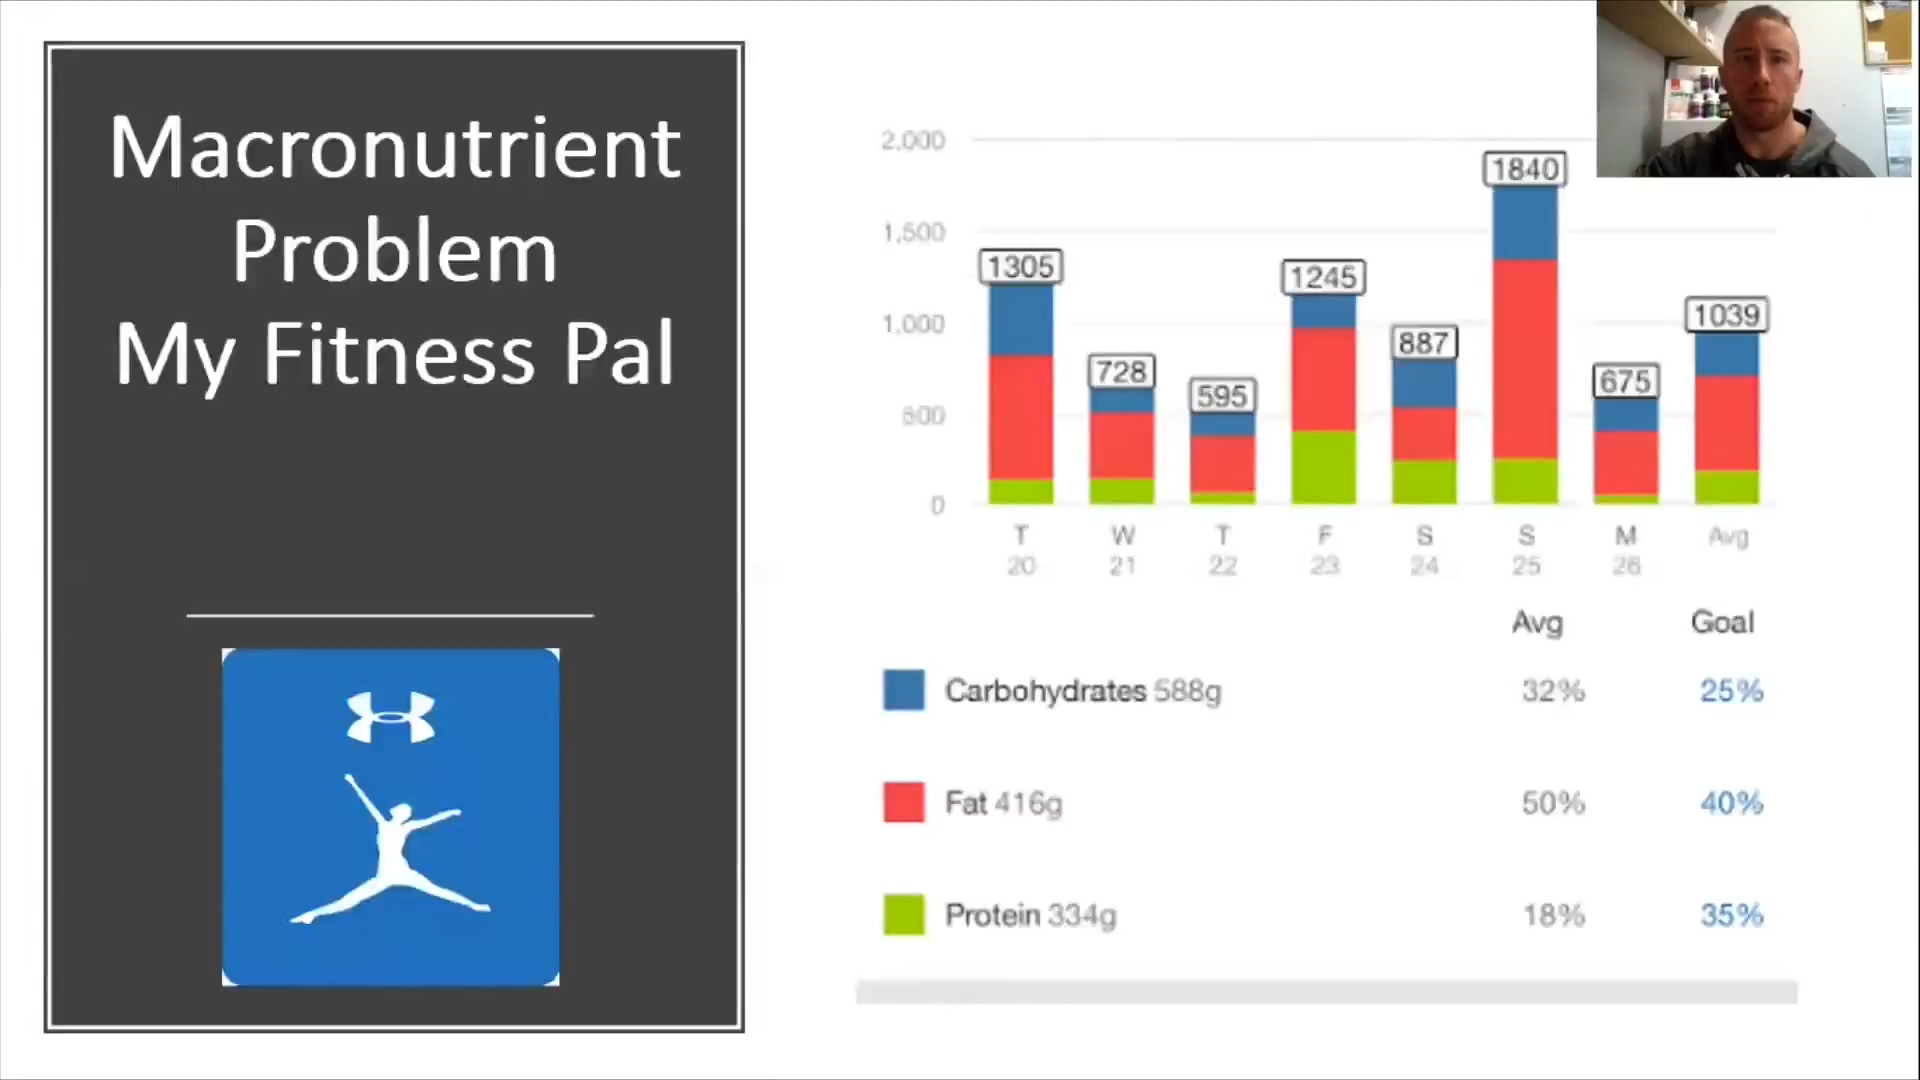 Macronutrient
Problem
My Fitness Pal
2,000
1,500
1,000
500
0
1305
728
595
1245
887
1840
675
1039
T W T F S S M Avg
20 21 22 23 24 25 26
Avg Goal
Carbohydrates 588g 32% 25%
Fat 416g 50% 40%
Protein 334g 18% 35%